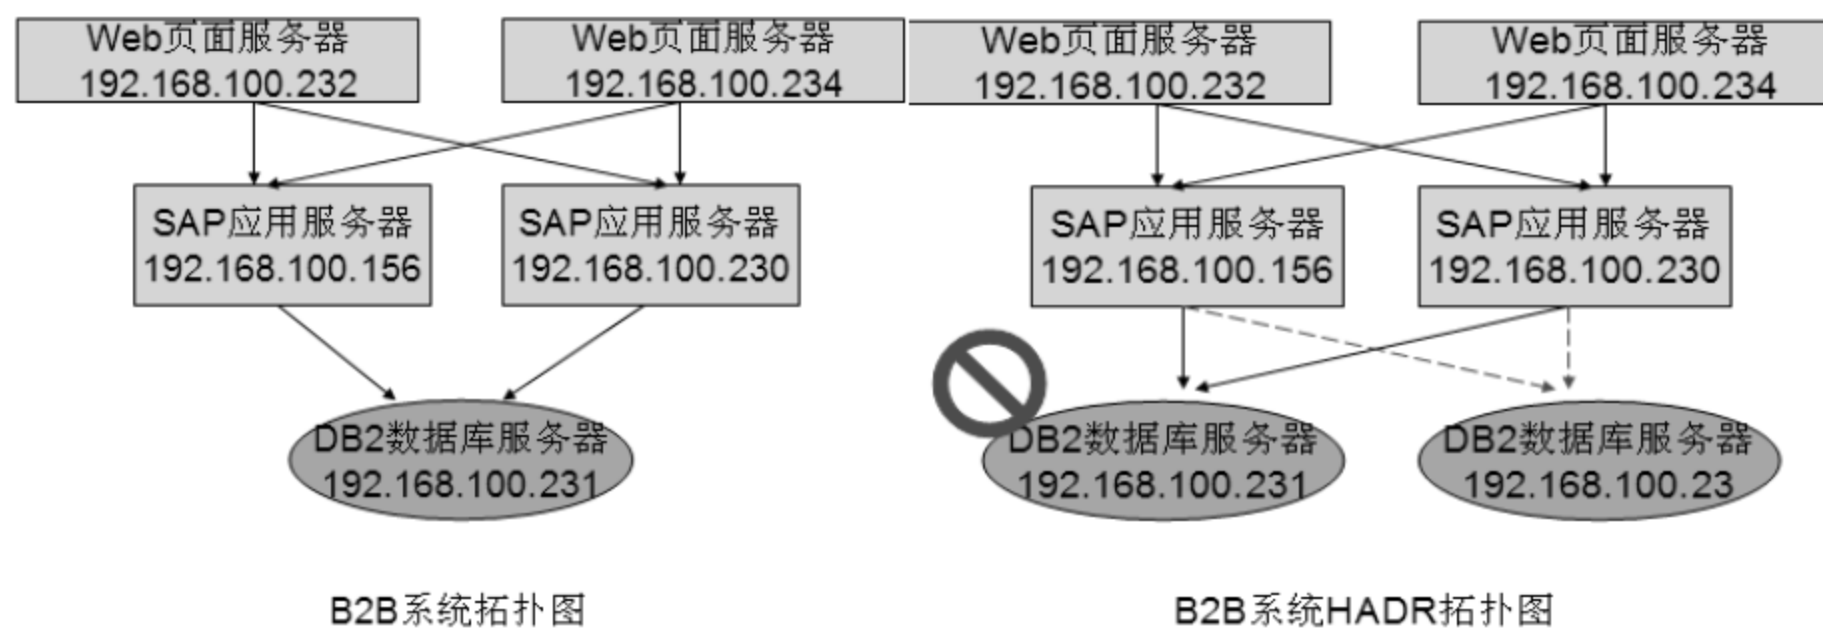 Web页面服务器
192.168.100.232
Web页面服务器
192.168.100.234
SAP应用服务器
192.168.100.156
SAP应用服务器
192.168.100.230
DB2数据库服务器
192.168.100.231
B2B系统拓扑图
Web页面服务器
192.168.100.232
Web页面服务器
192.168.100.234
SAP应用服务器
192.168.100.156
SAP应用服务器
192.168.100.230
DB2数据库服务器
192.168.100.231
DB2数据库服务器
192.168.100.23
B2B系统HADR拓扑图